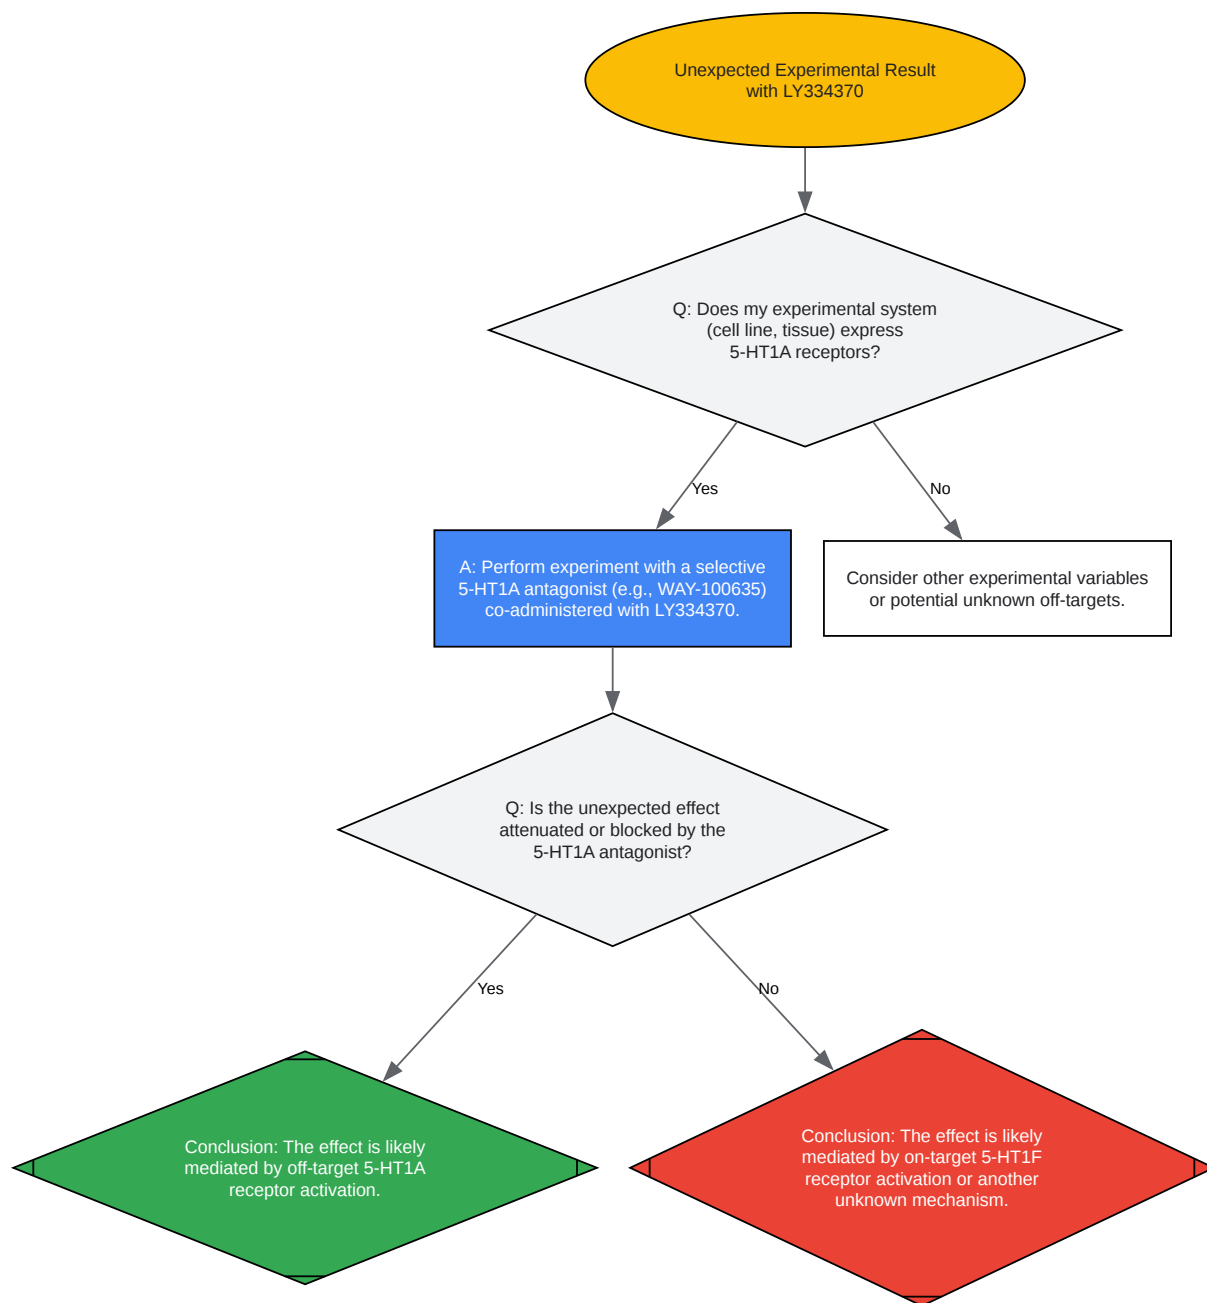 Unexpected Experimental Result
with LY334370
Q: Does my experimental system
(cell line, tissue) express
5-HT1A receptors?
Yes
No
A: Perform experiment with a selective
5-HT1A antagonist (e.g., WAY-100635)
co-administered with LY334370.
Consider other experimental variables
or potential unknown off-targets.
Q: Is the unexpected effect
attenuated or blocked by the
5-HT1A antagonist?
Yes
No
Conclusion: The effect is likely
mediated by off-target 5-HT1A
receptor activation.
Conclusion: The effect is likely
mediated by on-target 5-HT1F
receptor activation or another
unknown mechanism.